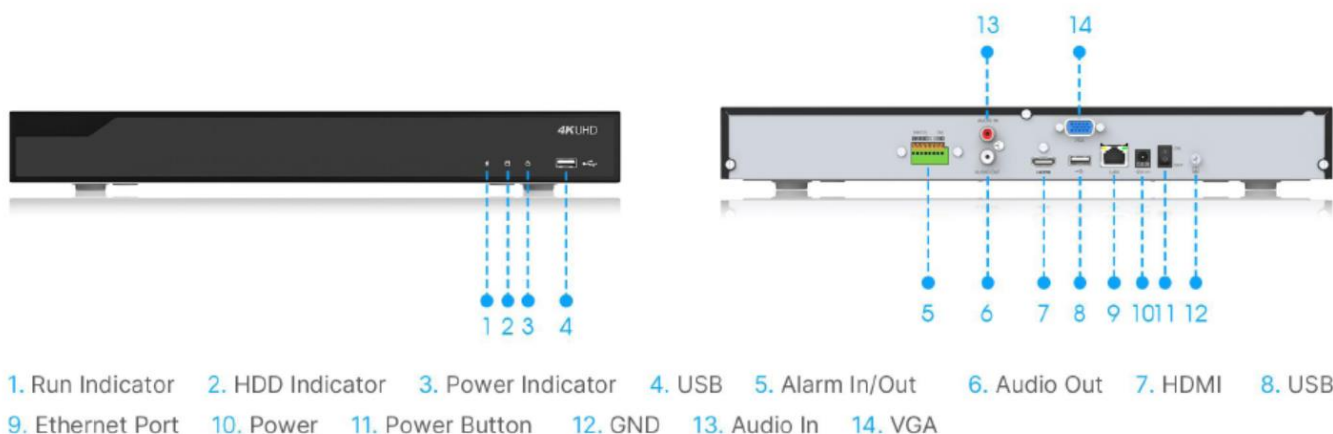 13 14
4KUHD
1 2 3 4
5 6 7 8 9 10 11 12
1. Run Indicator 2. HDD Indicator 3. Power Indicator 4. USB 5. Alarm In/Out 6. Audio Out 7. HDMI 8. USB
9. Ethernet Port 10. Power 11. Power Button 12. GND 13. Audio In 14. VGA